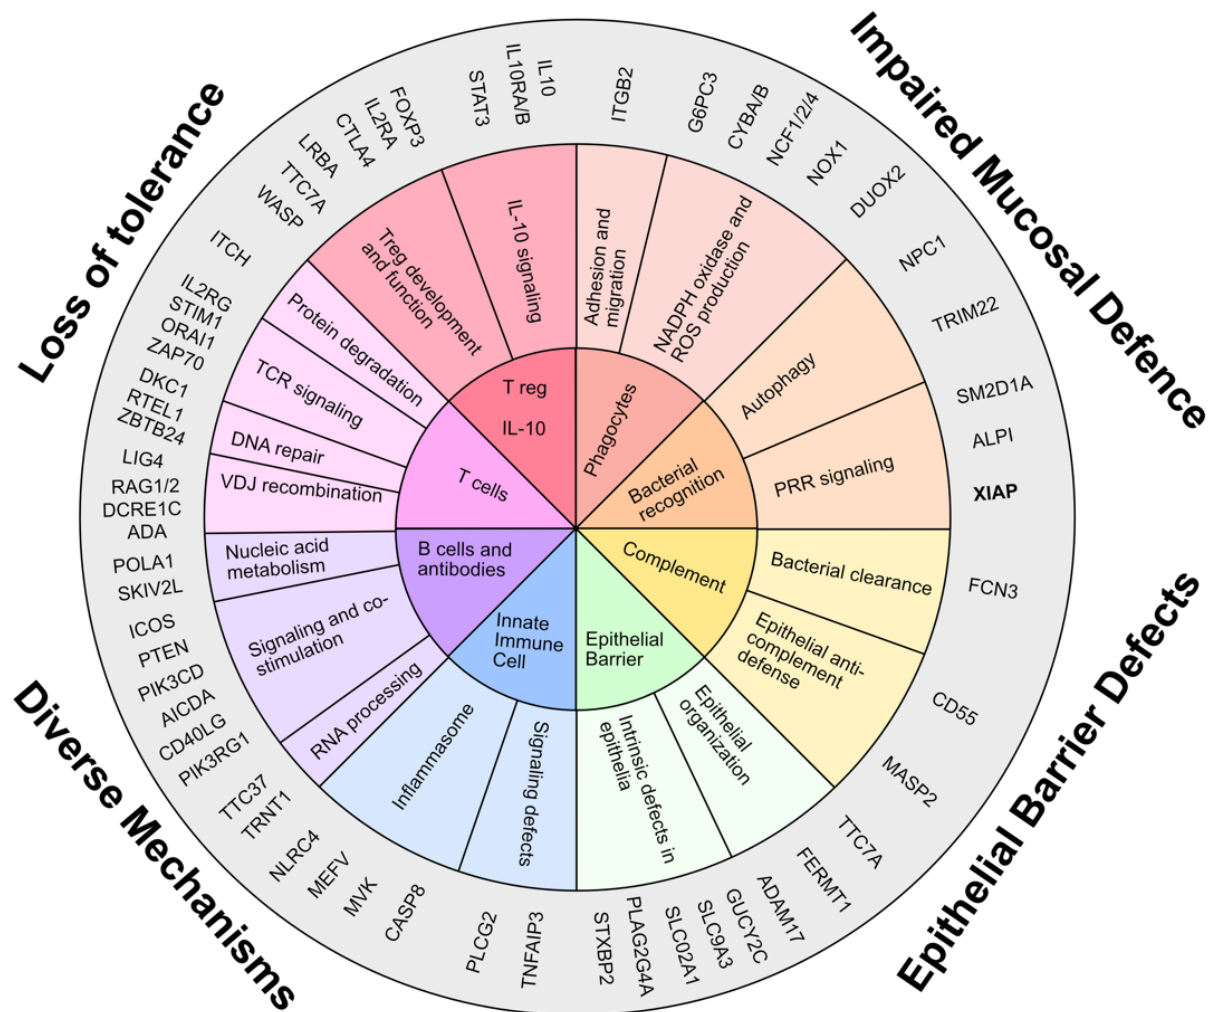 Loss of tolerance
Impaired Mucosal Defence
Epithelial Barrier Defects
Diverse Mechanisms
T reg
IL-10
Phagocytes
Bacterial
recognition
Complement
Epithelial
Barrier
Innate
Immune
Cell
B cells and
antibodies
T cells
IL-10 signaling
Adhesion and
migration
NADPH oxidase and
ROS production
Autophagy
PRR signaling
Bacterial clearance
Epithelial anti-
complement
defense
Epithelial
organization
Intrinsic defects in
epithelia
Signaling defects
Inflammasome
RNA processing
Signaling and co-
stimulation
Nucleic acid
metabolism
VDJ recombination
DNA repair
TCR signaling
Protein degradation
Treg development
and function
STAT3
IL10RA/B
IL10
ITGB2
G6PC3
CYBA/B
NCF1/2/4
NOX1
DUOX2
NPC1
TRIM22
SM2D1A
ALPI
XIAP
FCN3
CD55
MASP2
TTC7A
FERMT1
ADAM17
GUCY2C
SLC9A3
SLC02A1
PLAG2G4A
STXBP2
TNFAIP3
PLCG2
CASP8
MVK
MEFV
NLRC4
TRNT1
TTC37
PIK3RG1
CD40LG
AICDA
PIK3CD
PTEN
ICOS
SKIV2L
POLA1
ADA
DCRE1C
RAG1/2
LIG4
ZBTB24
RTEL1
DKC1
ZAP70
ORAI1
STIM1
IL2RG
ITCH
WASP
TTC7A
LRBA
CTLA4
IL2RA
FOXP3